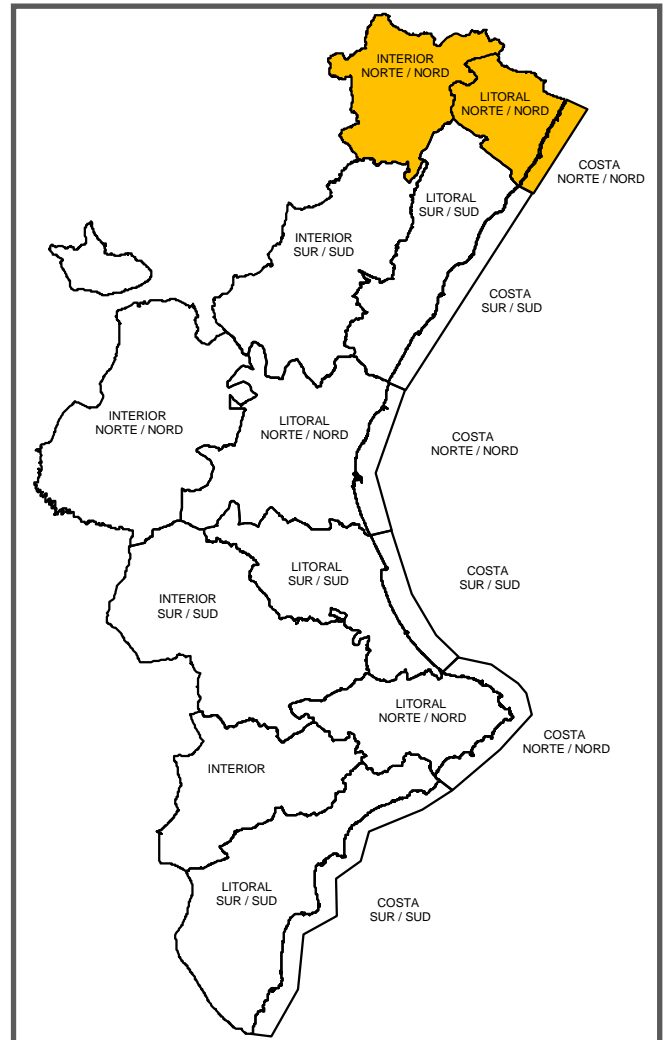 INTERIOR
NORTE / NORD
LITORAL
NORTE / NORD
COSTA
NORTE / NORD
LITORAL
SUR / SUD
INTERIOR
SUR / SUD
COSTA
SUR / SUD
INTERIOR
NORTE / NORD
LITORAL
NORTE / NORD
COSTA
NORTE / NORD
LITORAL
SUR / SUD
COSTA
SUR / SUD
INTERIOR
SUR / SUD
LITORAL
NORTE / NORD
COSTA
NORTE / NORD
INTERIOR
LITORAL
SUR / SUD
COSTA
SUR / SUD